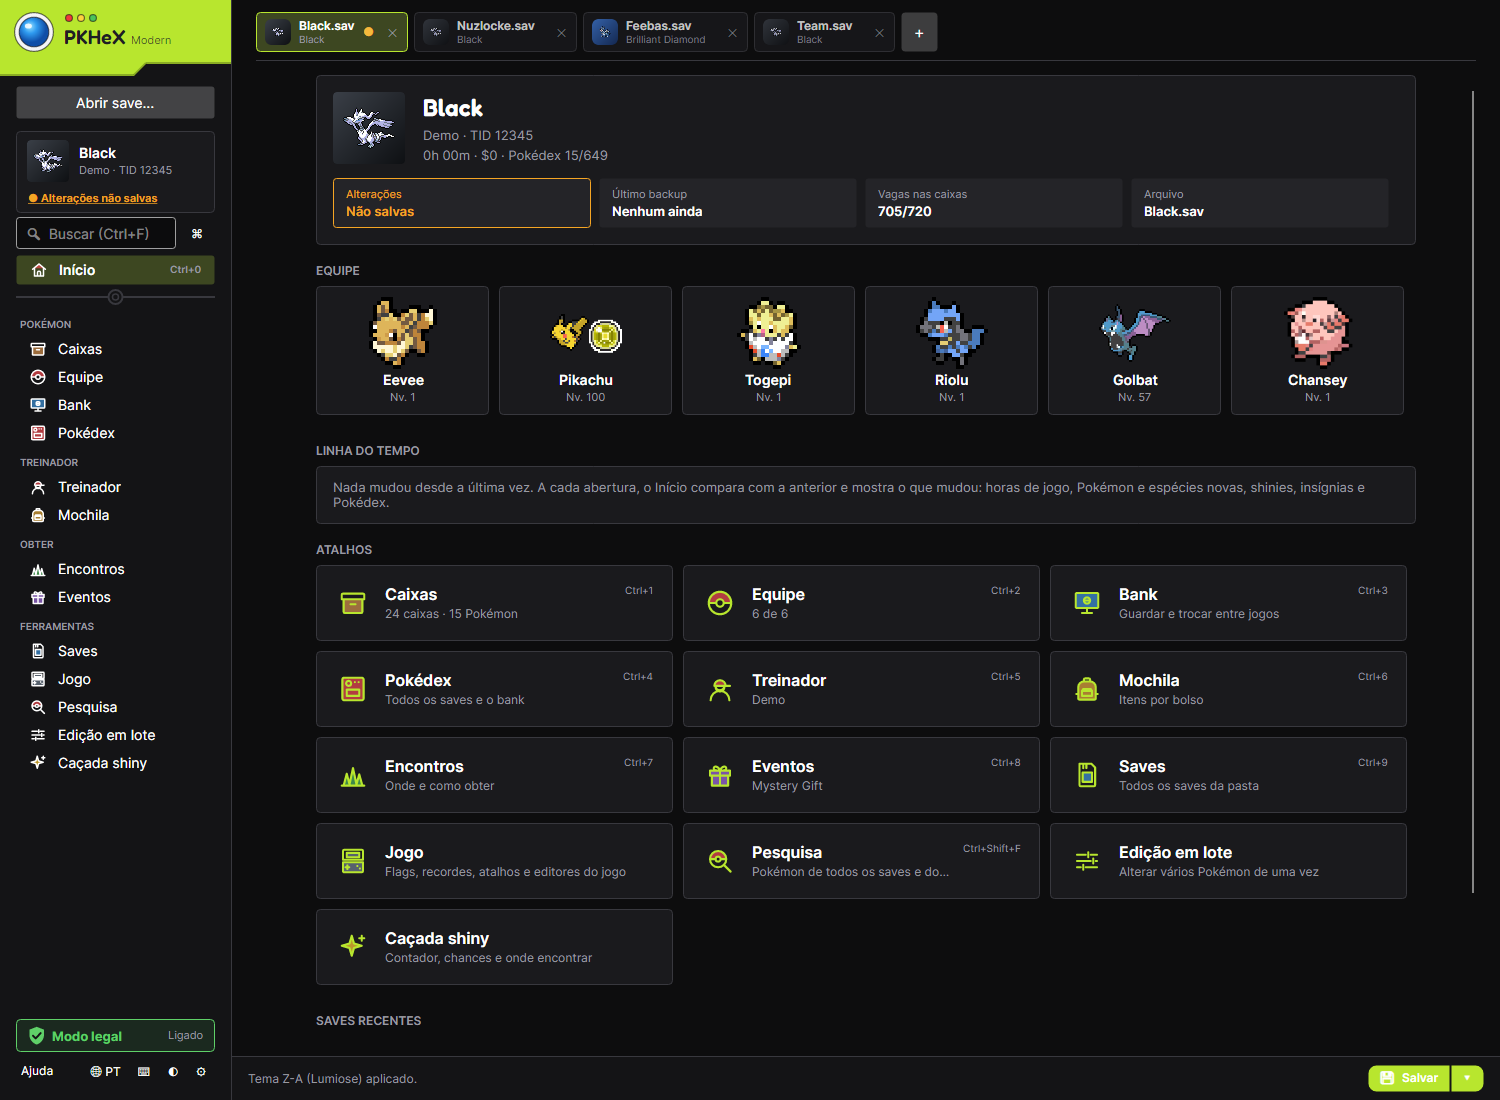 PKHeX Modern
Abrir save...
Black
Demo · TID 12345
Alterações não salvas
Buscar (Ctrl+F)
⌘
Início Ctrl+0
POKÉMON
Caixas
Equipe
Bank
Pokédex
TREINADOR
Treinador
Mochila
OBTER
Encontros
Eventos
FERRAMENTAS
Saves
Jogo
Pesquisa
Edição em lote
Caçada shiny
Modo legal Ligado
Ajuda PT
Black.sav
Black
Nuzlocke.sav
Black
Feebas.sav
Brilliant Diamond
Team.sav
Black
+
Black
Demo · TID 12345
0h 00m · $0 · Pokédex 15/649
Alterações
Não salvas
Último backup
Nenhum ainda
Vagas nas caixas
705/720
Arquivo
Black.sav
EQUIPE
Eevee
Nv. 1
Pikachu
Nv. 100
Togepi
Nv. 1
Riolu
Nv. 1
Golbat
Nv. 57
Chansey
Nv. 1
LINHA DO TEMPO
Nada mudou desde a última vez. A cada abertura, o Início compara com a anterior e mostra o que mudou: horas de jogo, Pokémon e espécies novas, shinies, insígnias e
Pokédex.
ATALHOS
Caixas Ctrl+1
24 caixas · 15 Pokémon
Equipe Ctrl+2
6 de 6
Bank Ctrl+3
Guardar e trocar entre jogos
Pokédex Ctrl+4
Todos os saves e o bank
Treinador Ctrl+5
Demo
Mochila Ctrl+6
Itens por bolso
Encontros Ctrl+7
Onde e como obter
Eventos Ctrl+8
Mystery Gift
Saves Ctrl+9
Todos os saves da pasta
Jogo
Flags, recordes, atalhos e editores do jogo
Pesquisa Ctrl+Shift+F
Pokémon de todos os saves e do...
Edição em lote
Alterar vários Pokémon de uma vez
Caçada shiny
Contador, chances e onde encontrar
SAVES RECENTES
Tema Z-A (Lumiose) aplicado.
Salvar